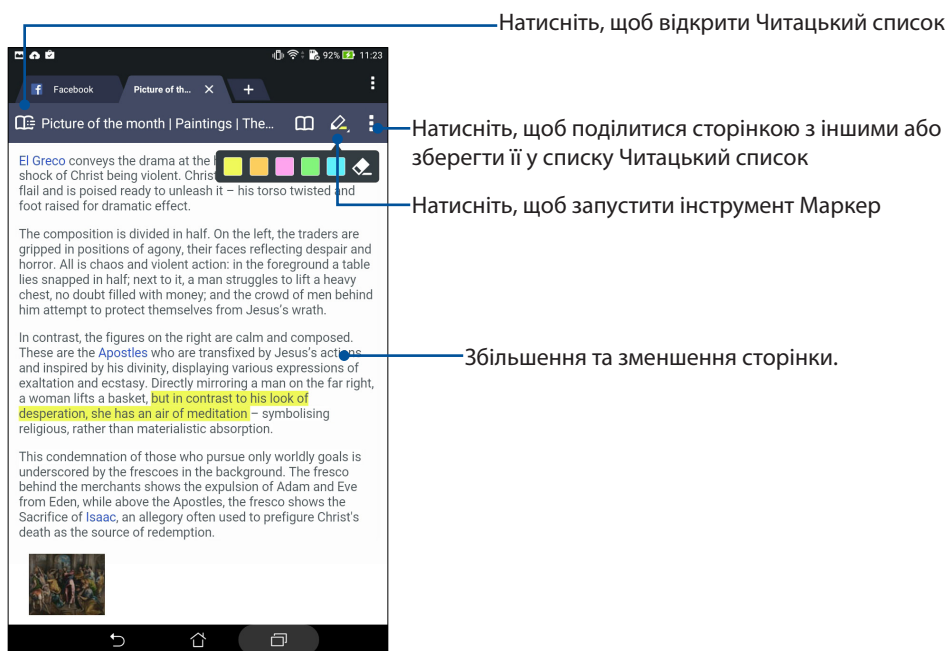 Натисніть, щоб відкрити Читацький список
92% 11:23
Facebook
Picture of th...
Picture of the month | Paintings | The...
Натисніть, щоб поділитися сторінкою з іншими або
зберегти її у списку Читацький список
Натисніть, щоб запустити інструмент Маркер
El Greco conveys the drama at the
shock of Christ being violent. Christ
flail and is poised ready to unleash it – his torso twisted and
foot raised for dramatic effect.
The composition is divided in half. On the left, the traders are
gripped in positions of agony, their faces reflecting despair and
horror. All is chaos and violent action: in the foreground a table
lies snapped in half; next to it, a man struggles to lift a heavy
chest, no doubt filled with money; and the crowd of men behind
him attempt to protect themselves from Jesus's wrath.
In contrast, the figures on the right are calm and composed.
These are the Apostles who are transfixed by Jesus's actions
and inspired by his divinity, displaying various expressions of
exaltation and ecstasy. Directly mirroring a man on the far right,
a woman lifts a basket, but in contrast to his look of
desperation, she has an air of meditation – symbolising
religious, rather than materialistic absorption.
Збільшення та зменшення сторінки.
This condemnation of those who pursue only worldly goals is
underscored by the frescoes in the background. The fresco
behind the merchants shows the expulsion of Adam and Eve
from Eden, while above the Apostles, the fresco shows the
Sacrifice of Isaac, an allegory often used to prefigure Christ's
death as the source of redemption.